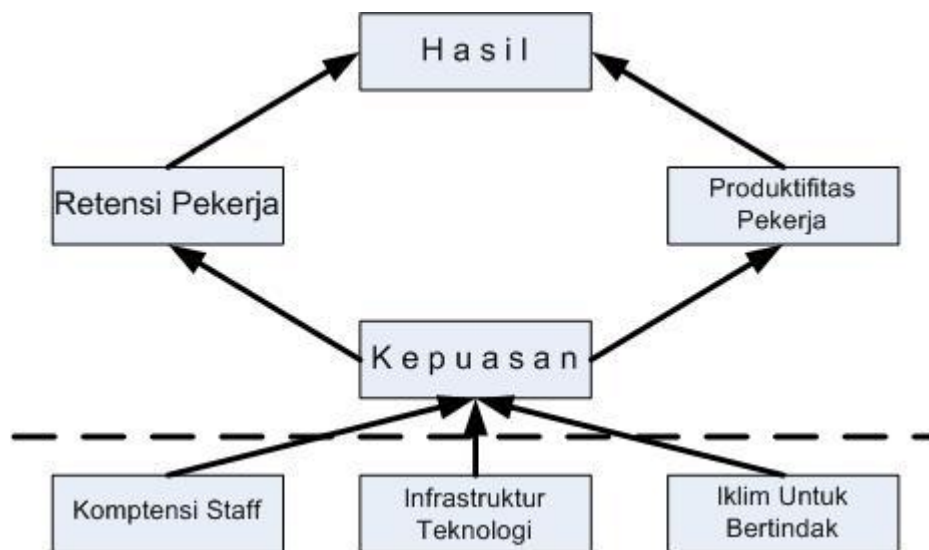 Hasil
Retensi Pekerja
Produktifitas
Pekerja
Kepuasan
Komptensi Staff
Infrastruktur
Teknologi
Iklim Untuk
Bertindak